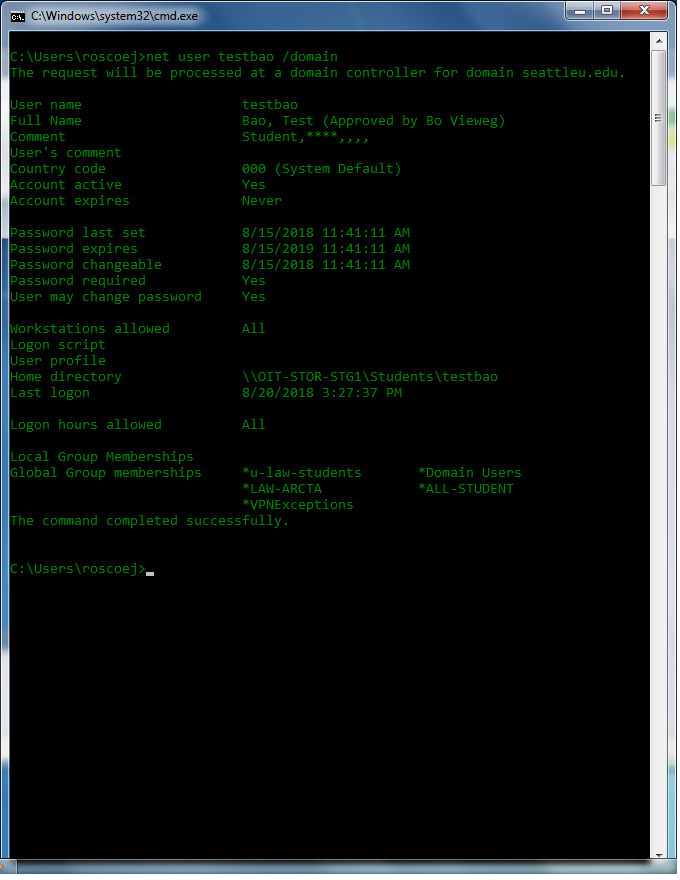 C:\Windows\system32\cmd.exe
C:\Users\roscoej>net user testbao /domain
The request will be processed at a domain controller for domain seattleu.edu.
User name testbao
Full Name Bao, Test (Approved by Bo Vieweg)
Comment Student,****,,,,
User's comment
Country code 000 (System Default)
Account active Yes
Account expires Never
Password last set 8/15/2018 11:41:11 AM
Password expires 8/15/2019 11:41:11 AM
Password changeable 8/15/2018 11:41:11 AM
Password required Yes
User may change password Yes
Workstations allowed All
Logon script
User profile
Home directory \\OIT-STOR-STG1\Students\testbao
Last logon 8/20/2018 3:27:37 PM
Logon hours allowed All
Local Group Memberships
Global Group memberships *u-law-students *Domain Users
*LAW-ARCTA *ALL-STUDENT
*VPNExceptions
The command completed successfully.
C:\Users\roscoej>